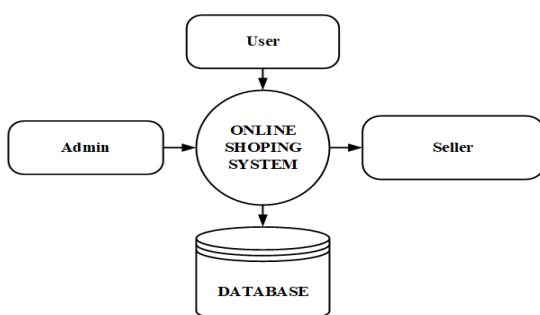 User
Admin
ONLINE
SHOPING
SYSTEM
Seller
DATABASE